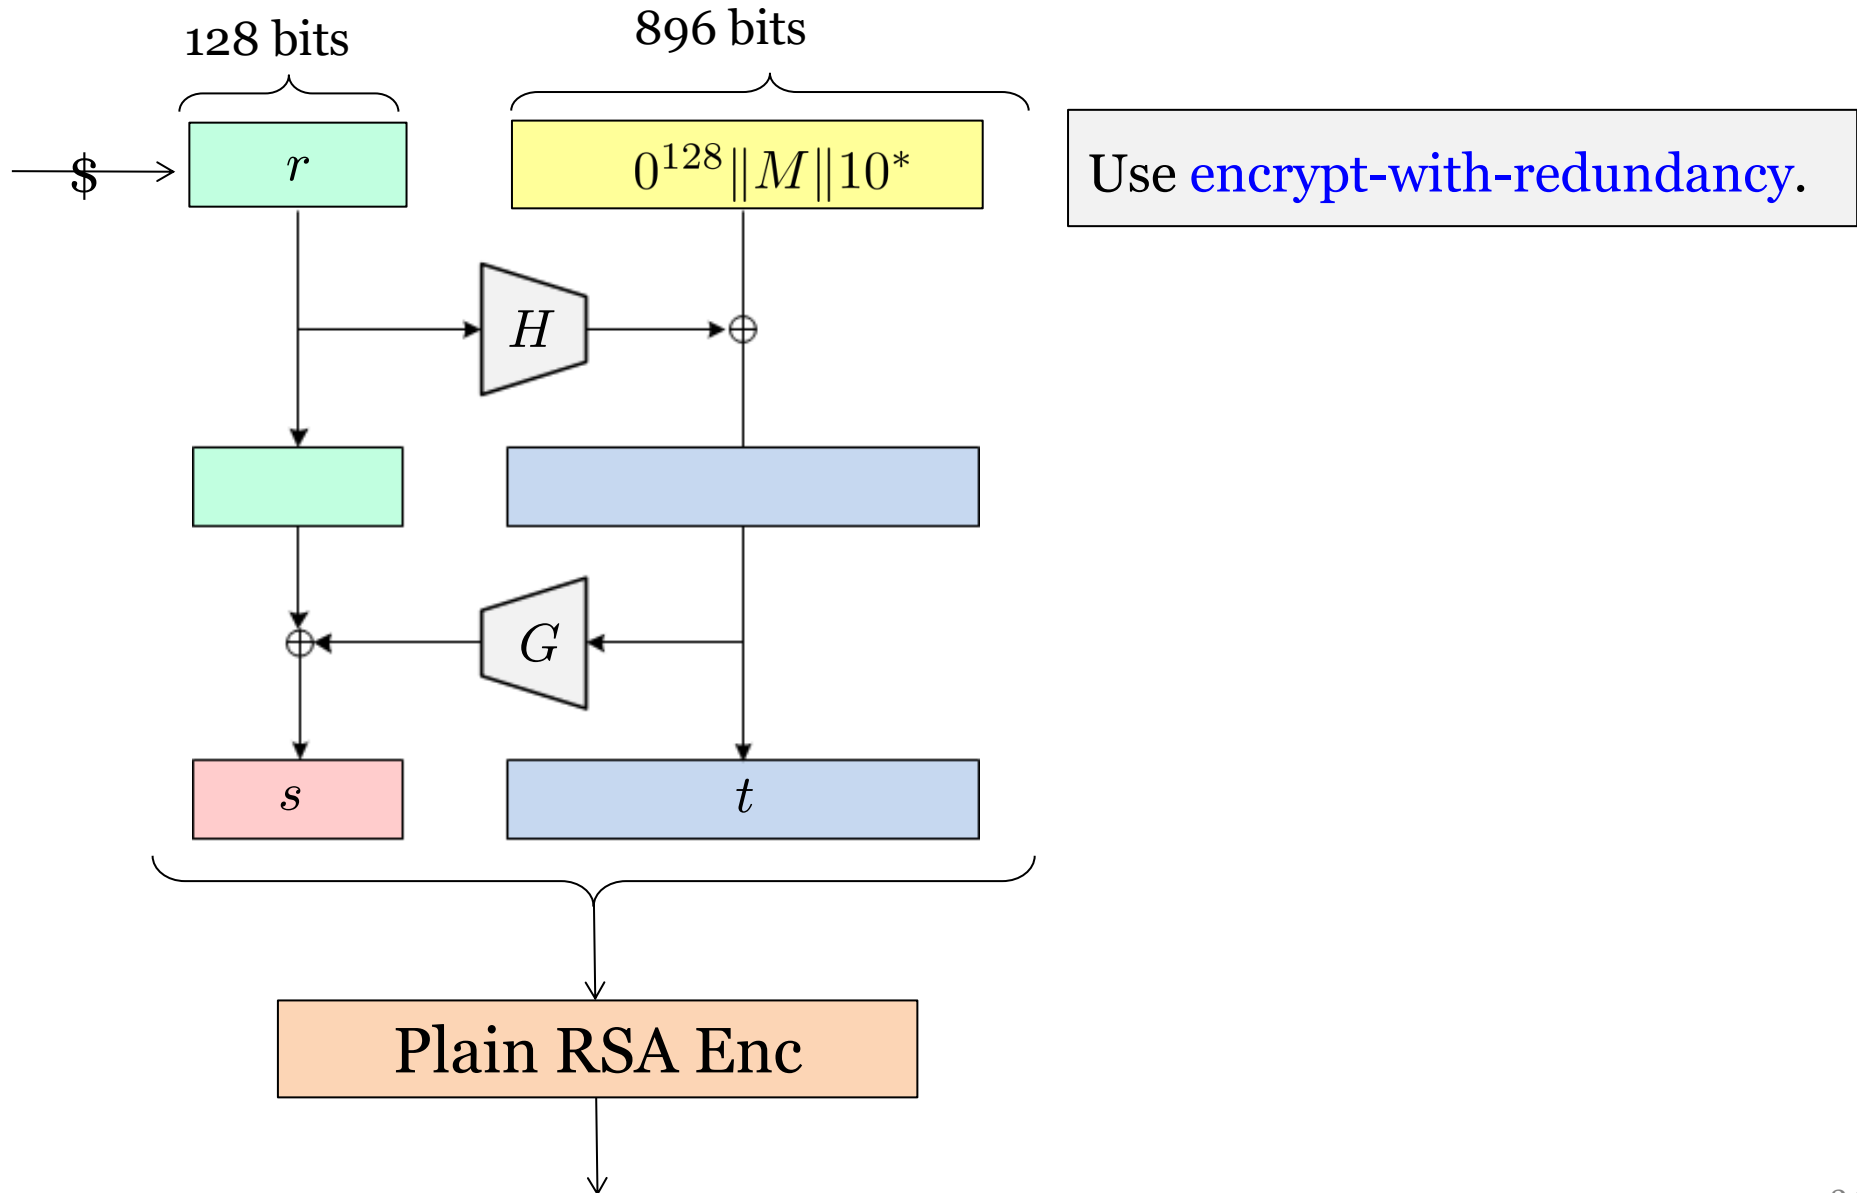 128 bits
896 bits
$
r
0^{128}‖M‖10^*
Use encrypt-with-redundancy.
H
G
s
t
Plain RSA Enc